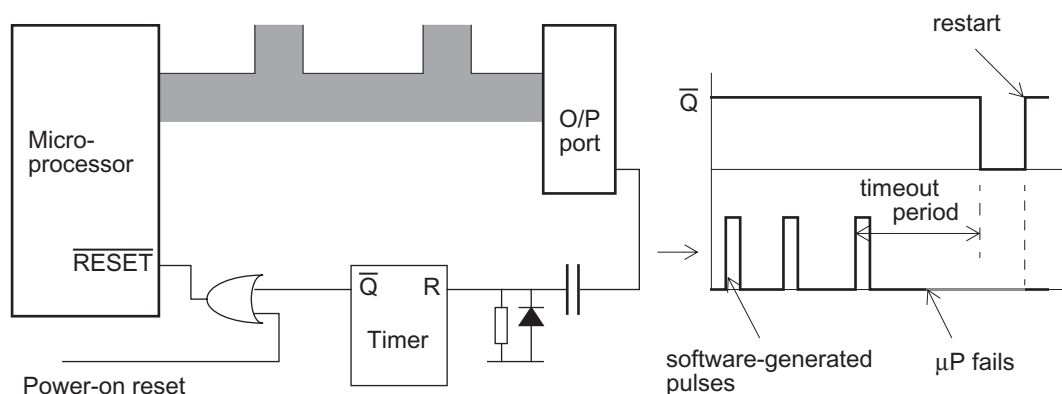 Micro-
processor
RESET
O/P
port
Q
R
Timer
Power-on reset
restart
Q
timeout
period
software-generated
pulses
μP fails